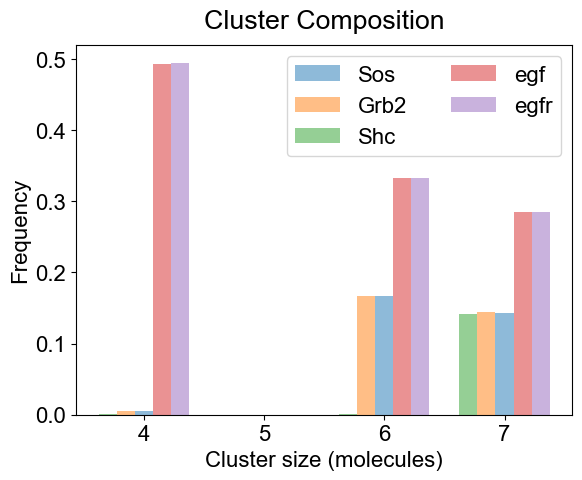 Cluster Composition
Sos
Grb2
Shc
egf
egfr
Frequency
0.5
0.4
0.3
0.2
0.1
0.0
4 5 6 7
Cluster size (molecules)